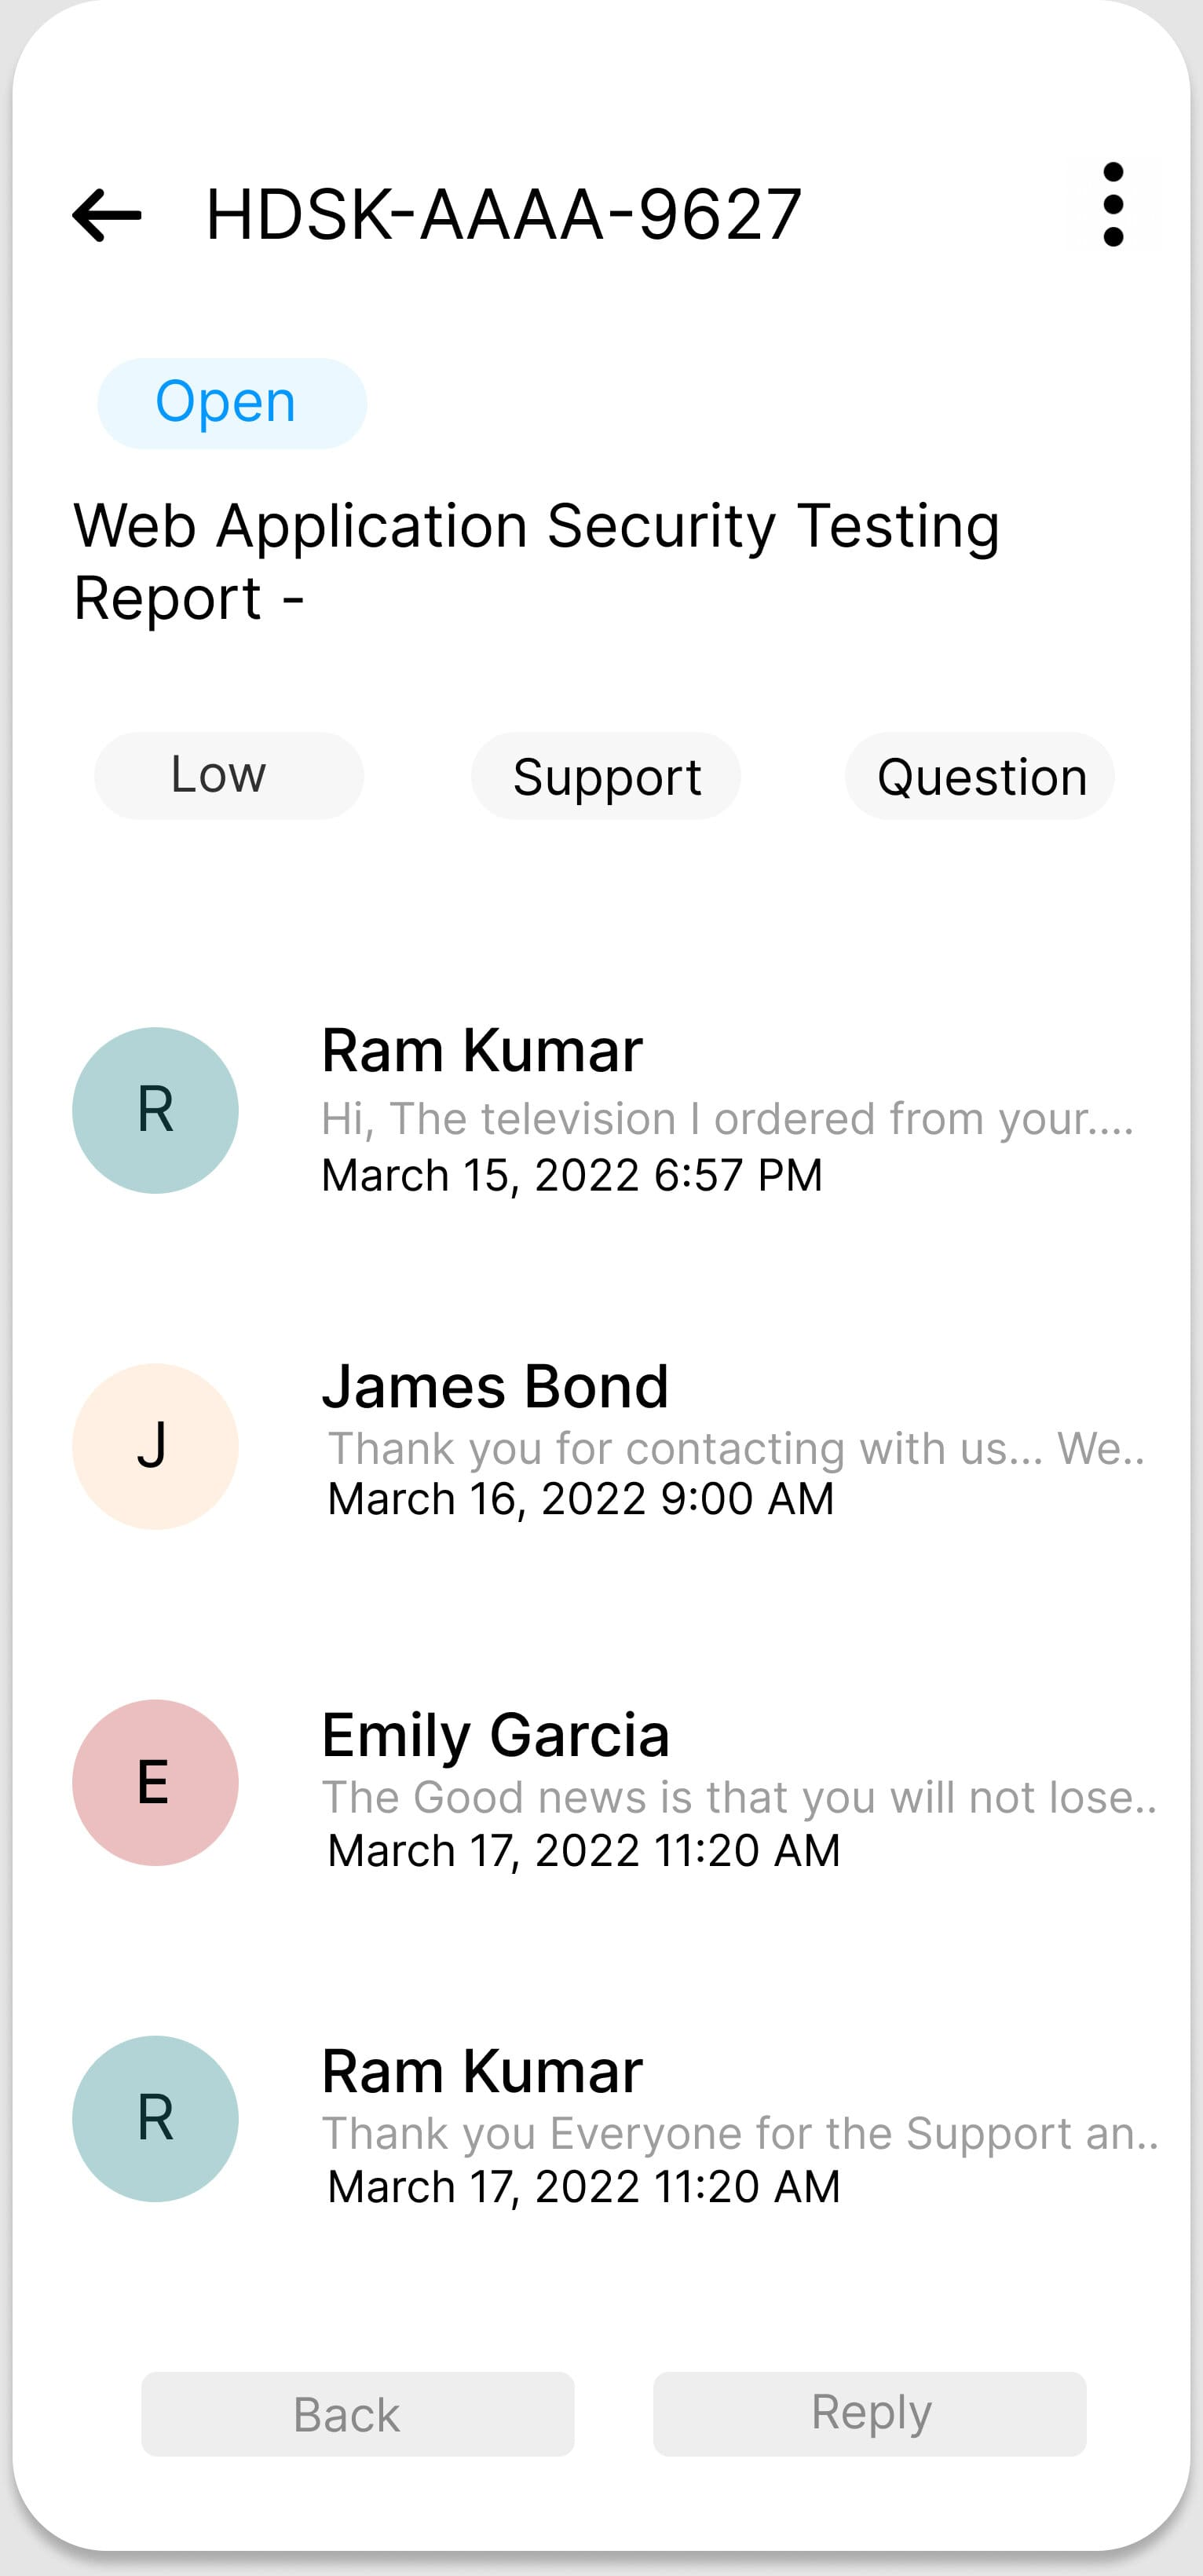 HDSK-AAAA-9627
Open
Web Application Security Testing
Report -
Low
Support
Question
R
Ram Kumar
Hi, The television I ordered from your....
March 15, 2022 6:57 PM
J
James Bond
Thank you for contacting with us... We..
March 16, 2022 9:00 AM
E
Emily Garcia
The Good news is that you will not lose..
March 17, 2022 11:20 AM
R
Ram Kumar
Thank you Everyone for the Support an..
March 17, 2022 11:20 AM
Back
Reply